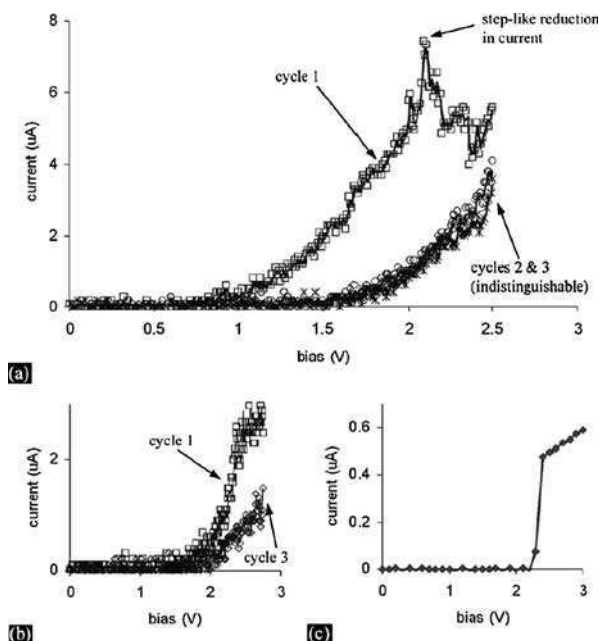 8
6
4
2
0
current (uA)
step-like reduction
in current
cycle 1
cycles 2 & 3
(indistinguishable)
0
0.5
1
1.5
2
2.5
3
bias (V)
(a)
2
0
current (uA)
cycle 1
cycle 3
0
1
2
3
bias (V)
(b)
0.6
0.4
0.2
0
current (uA)
0
1
2
3
bias (V)
(c)